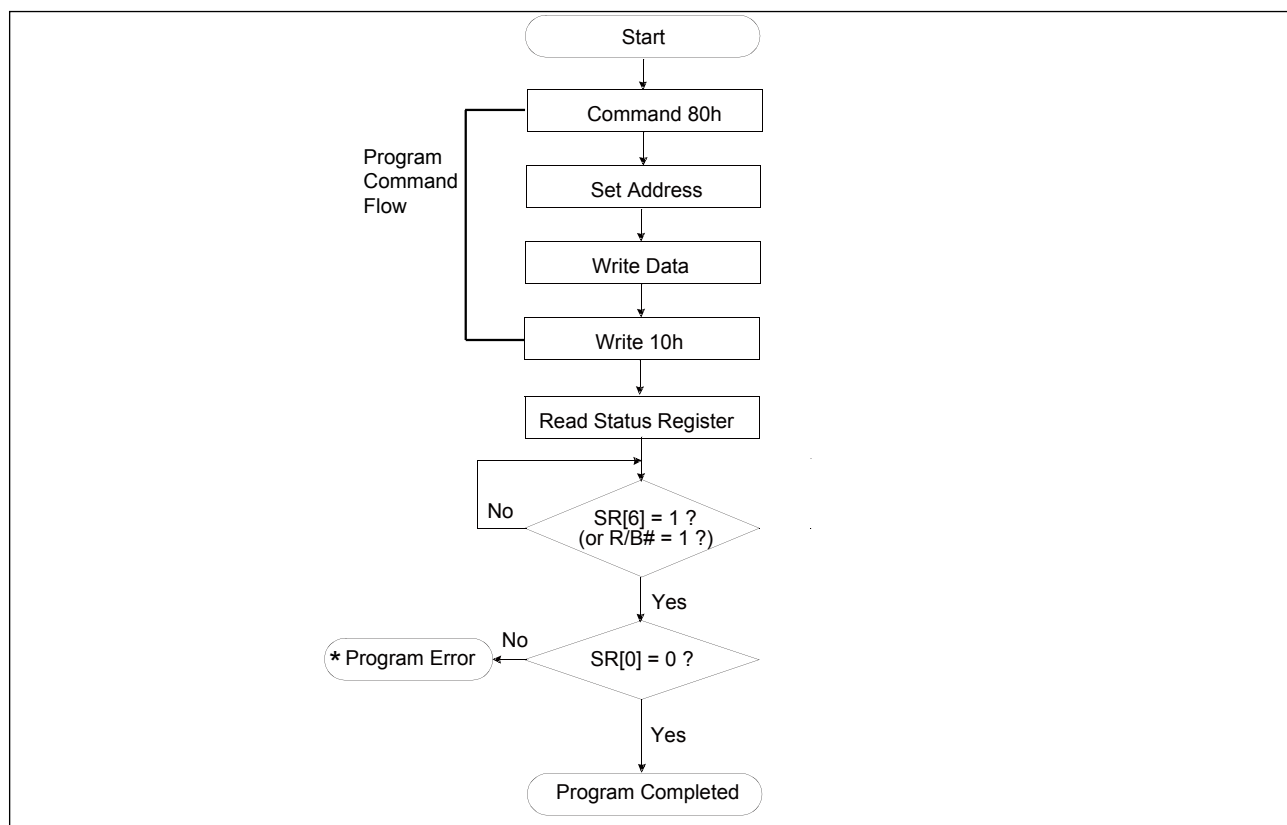 Start
Command 80h
Program
Command
Flow
Set Address
Write Data
Write 10h
Read Status Register
No
SR[6] = 1 ?
(or R/B# = 1 ?)
Yes
No
* Program Error
SR[0] = 0 ?
Yes
Program Completed